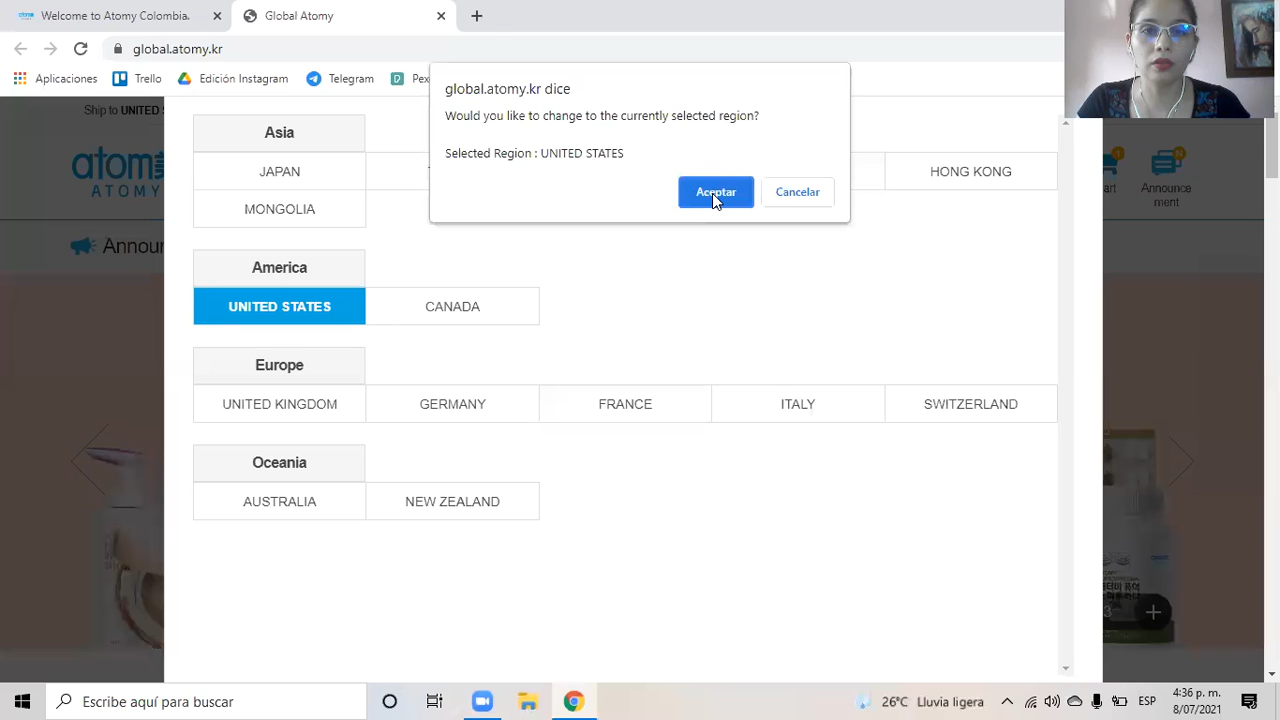 Welcome to Atomy Colombia.
Global Atomy
global.atomy.kr
Aplicaciones
Trello
Edición Instagram
Telegram
Pex
global.atomy.kr dice
Would you like to change to the currently selected region?
Selected Region : UNITED STATES
Aceptar
Cancelar
Ship to UNITED S
atom
ATOMY
Announ
art
Announce
ment
Asia
JAPAN
HONG KONG
MONGOLIA
America
UNITED STATES
CANADA
Europe
UNITED KINGDOM
GERMANY
FRANCE
ITALY
SWITZERLAND
Oceania
AUSTRALIA
NEW ZEALAND
3
Escribe aquí para buscar
26°C Lluvia ligera
ESP
4:36 p. m.
8/07/2021